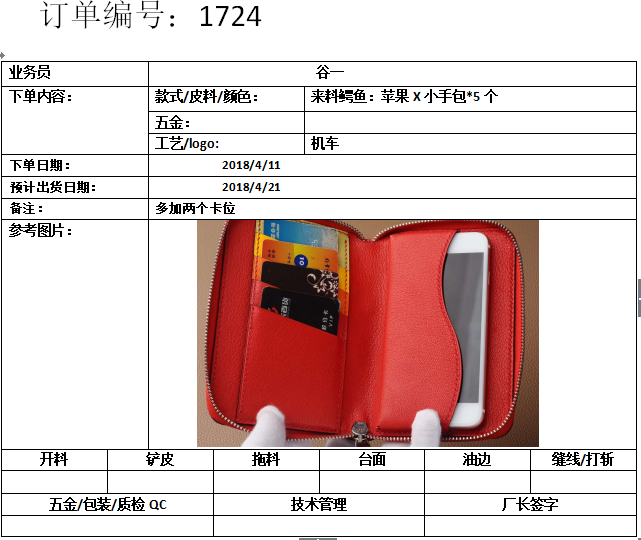 订单编号：1724
业务员 谷一
下单内容： 款式/皮料/颜色： 来料鳄鱼：苹果 X 小手包*5 个
五金：
工艺/logo: 机车
下单日期： 2018/4/11
预计出货日期： 2018/4/21
备注： 多加两个卡位
参考图片：
10
开料 铲皮 拖料 台面 油边 缝线/打斩
五金/包装/质检 QC 技术管理 厂长签字